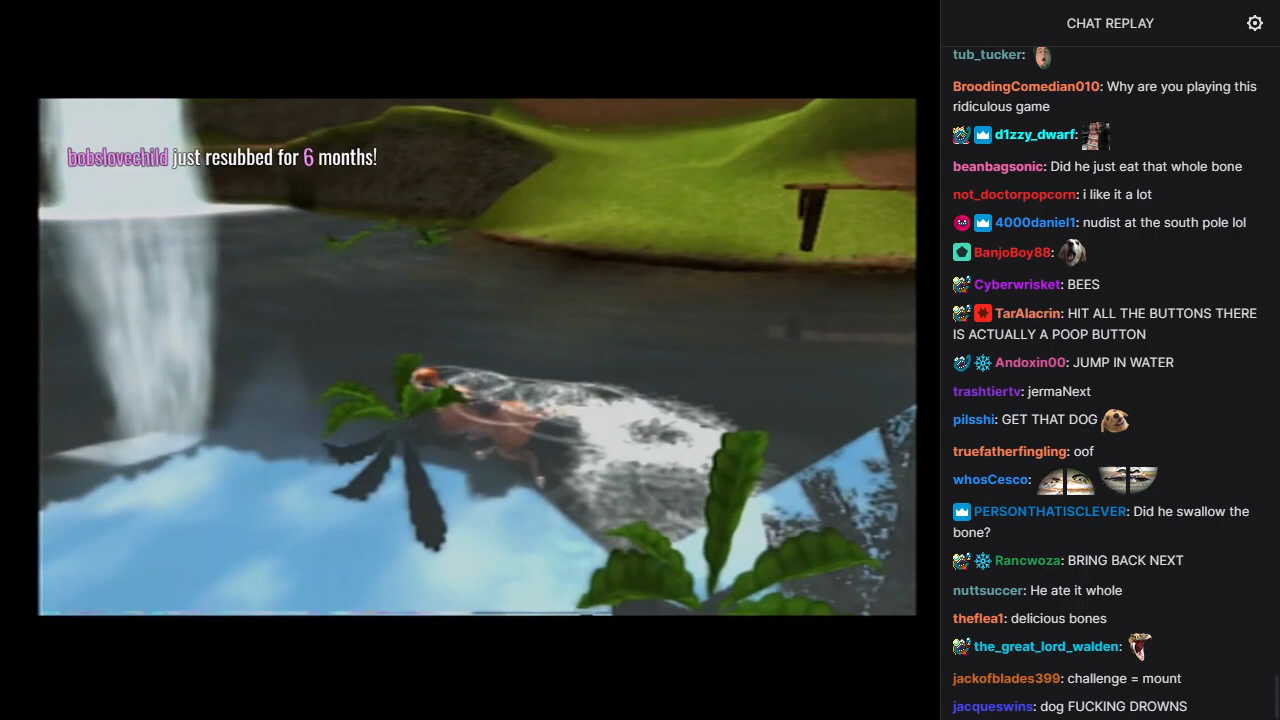 bobslovechild just resubbed for 6 months!
CHAT REPLAY
tub_tucker:
BroodingComedian010: Why are you playing this
ridiculous game
d1zzy_dwarf:
beanbagsonic: Did he just eat that whole bone
not_doctorpopcorn: i like it a lot
4000daniel1: nudist at the south pole lol
BanjoBoy88:
Cyberwrisket: BEES
TarAlacrin: HIT ALL THE BUTTONS THERE
IS ACTUALLY A POOP BUTTON
Andoxin00: JUMP IN WATER
trashtiertv: jermaNext
pilsshi: GET THAT DOG
truefatherfingling: oof
whosCesco:
PERSONTHATISCLEVER: Did he swallow the
bone?
Rancwoza: BRING BACK NEXT
nuttsuccer: He ate it whole
theflea1: delicious bones
the_great_lord_walden:
jackofblades399: challenge = mount
jacqueswins: dog FUCKING DROWNS